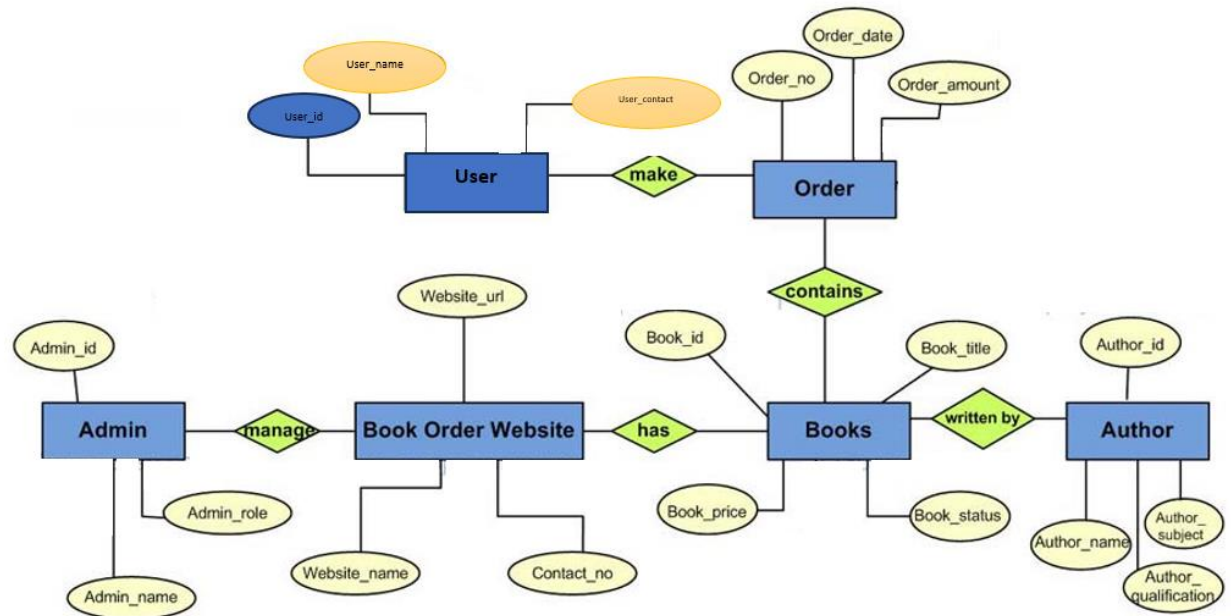 Order_date
User_name
Order_no
User_contact
Order_amount
User_id
User
make
Order
Website_url
contains
Admin_id
Book_id
Book_title
Author_id
Admin
manage
Book Order Website
has
Books
written by
Author
Admin_role
Book_price
Book_status
Author_
subject
Author_name
Website_name
Contact_no
Admin_name
Author_
qualification